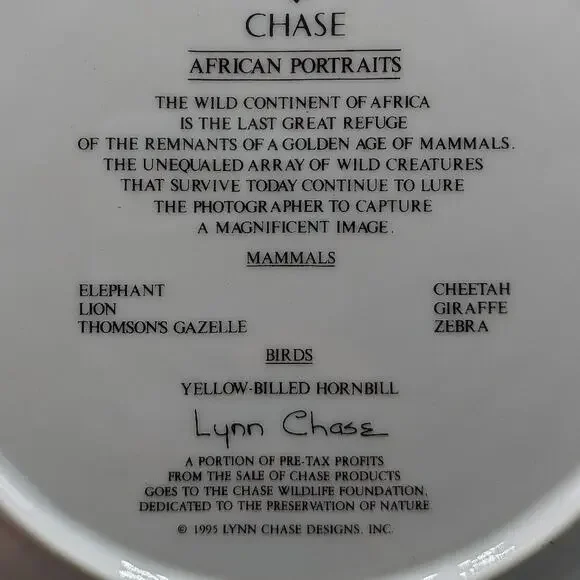 CHASE
AFRICAN PORTRAITS
THE WILD CONTINENT OF AFRICA
IS THE LAST GREAT REFUGE
OF THE REMNANTS OF A GOLDEN AGE OF MAMMALS.
THE UNEQUALED ARRAY OF WILD CREATURES
THAT SURVIVE TODAY CONTINUE TO LURE
THE PHOTOGRAPHER TO CAPTURE
A MAGNIFICENT IMAGE.
MAMMALS
ELEPHANT CHEETAH
LION GIRAFFE
THOMSON'S GAZELLE ZEBRA
BIRDS
YELLOW-BILLED HORNBILL
Lynn Chase
A PORTION OF PRE-TAX PROFITS
FROM THE SALE OF CHASE PRODUCTS
GOES TO THE CHASE WILDLIFE FOUNDATION,
DEDICATED TO THE PRESERVATION OF NATURE
© 1995 LYNN CHASE DESIGNS, INC.